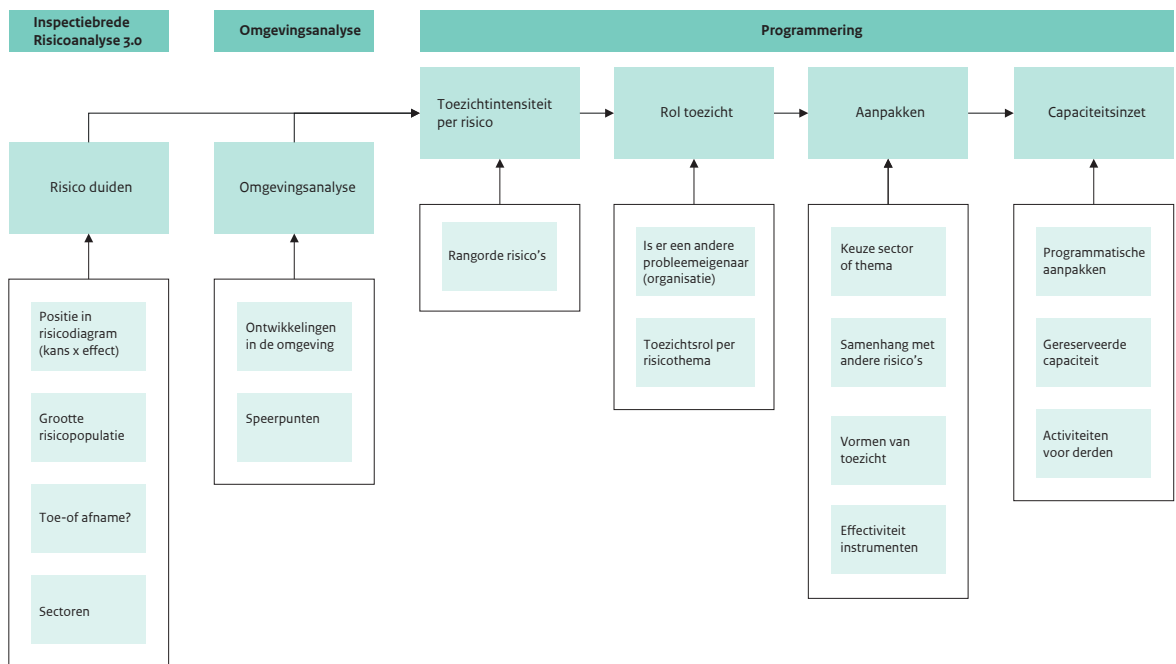 Inspectiebrede
Risicoanalyse 3.0
Omgevingsanalyse
Programmering
Toezichtintensiteit
per risico
Rol toezicht
Aanpakken
Capaciteitsinzet
Risico duiden
Omgevingsanalyse
Positie in
risicodiagram
(kans x effect)
Grootte
risicopopulatie
Toe-of afname?
Sectoren
Ontwikkelingen
in de omgeving
Speerpunten
Rangorde risico's
Is er een andere
probleemeigenaar
(organisatie)
Toezichtsrol per
risicothema
Keuze sector
of thema
Samenhang met
andere risico's
Vormen van
toezicht
Effectiviteit
instrumenten
Programmatische
aanpakken
Gereserveerde
capaciteit
Activiteiten
voor derden